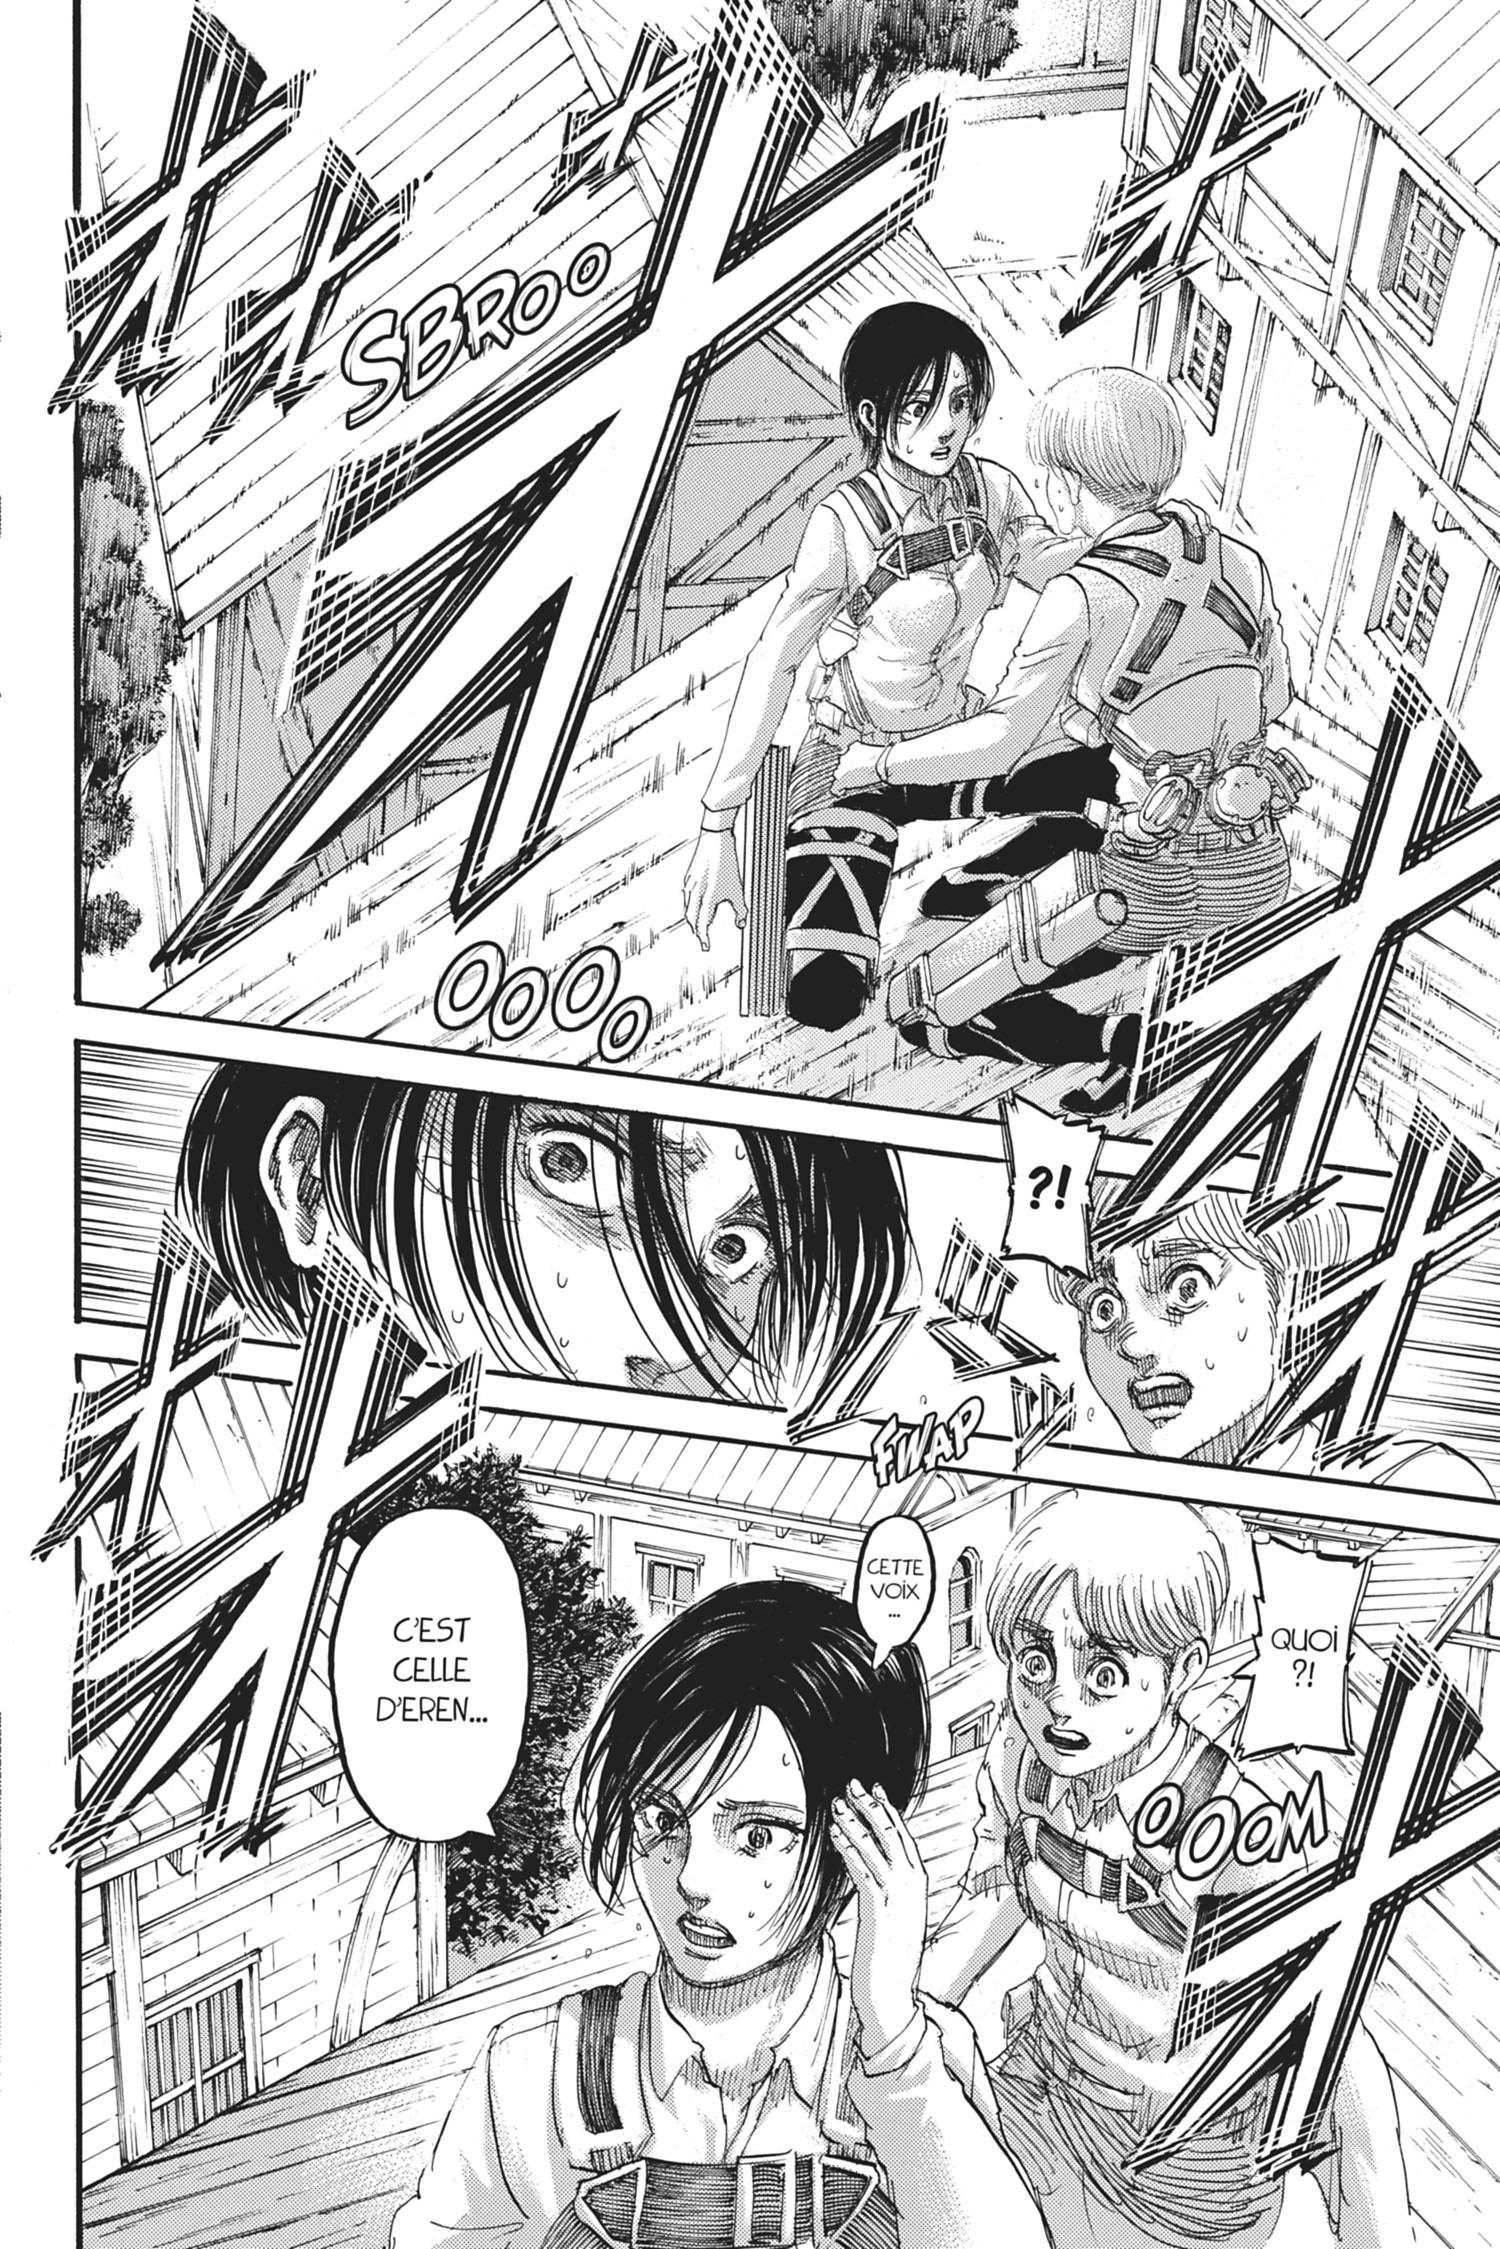 SBROO
OOOO
?!
FWAP
QUOI
?!
CETTE
VOIX
...
C'EST
CELLE
D'EREN...
OOOM